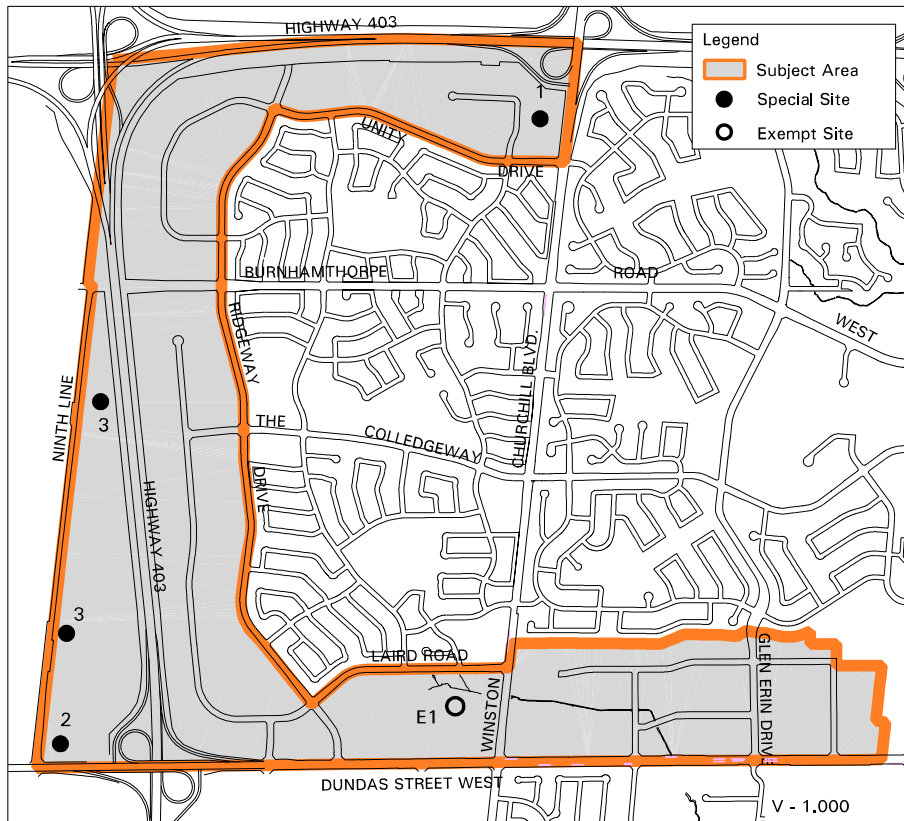 HIGHWAY 403
Legend
Subject Area
Special Site
Exempt Site
1
UNITY
DRIVE
BURNHAMTHORPE
ROAD
WEST
RIDGEWAY
CHURCHILL BLVD.
NINTH LINE
3
THE
COLLEDGEWAY
DRIVE
HIGHWAY 403
3
LAIRD ROAD
GLEN ERIN DRIVE
WINSTON
E1
2
DUNDAS STREET WEST
V - 1.000